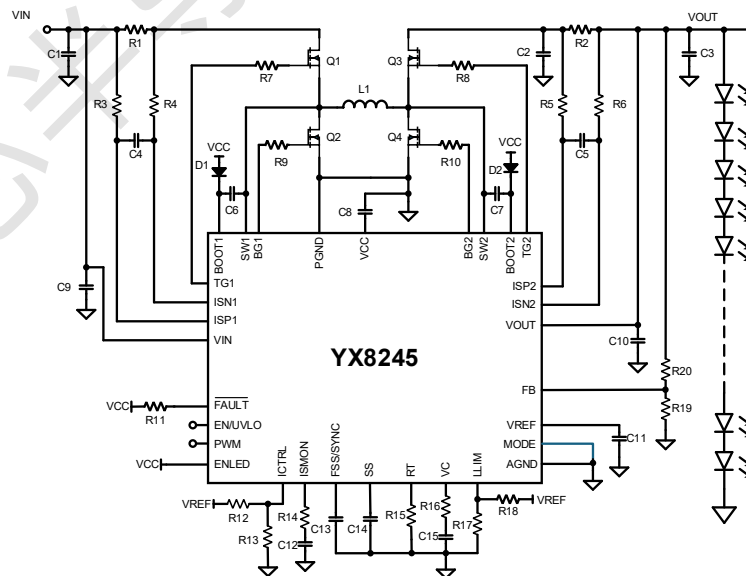 VIN
VOUT
R1
R2
C1
C2
C3
Q1
Q3
R7
R8
R3
R4
L1
R5
R6
C4
C5
Q2
Q4
VCC
VCC
D1
D2
R9
R10
C6
C7
C8
BOOT1
SW1
BG1
PGND
VCC
BG2
SW2
BOOT2
TG2
TG1
ISP2
C9
ISN1
ISN2
ISP1
VOUT
VIN
C10
YX8245
R20
FB
R19
VCC
R11
FAULT
EN/UVLO
VREF
C11
PWM
MODE
VCC
ENLED
AGND
ICTRL
ISMON
FSS/SYNC
SS
RT
VC
LLIM
VREF
R12
R13
R14
C12
C13
C14
R15
R16
C15
R17
R18
VREF